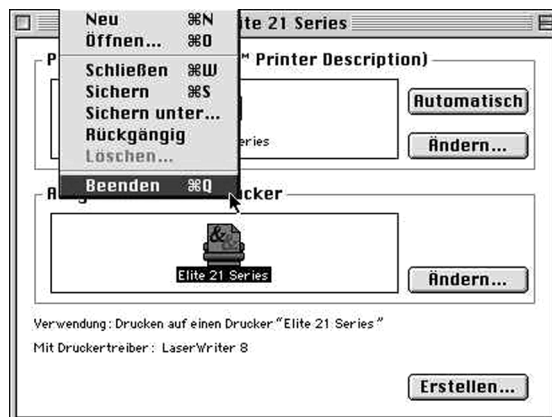 Neu ⌘N
Öffnen... ⌘O
Schließen ⌘W
Sichern ⌘S
Sichern unter...
Rückgängig
Löschen...
Beenden ⌘Q
ite 21 Series
P ™ Printer Description)
eries
Automatisch
Ändern...
A cker
Elite 21 Series
Ändern...
Verwendung: Drucken auf einen Drucker "Elite 21 Series"
Mit Druckertreiber: LaserWriter 8
Erstellen...